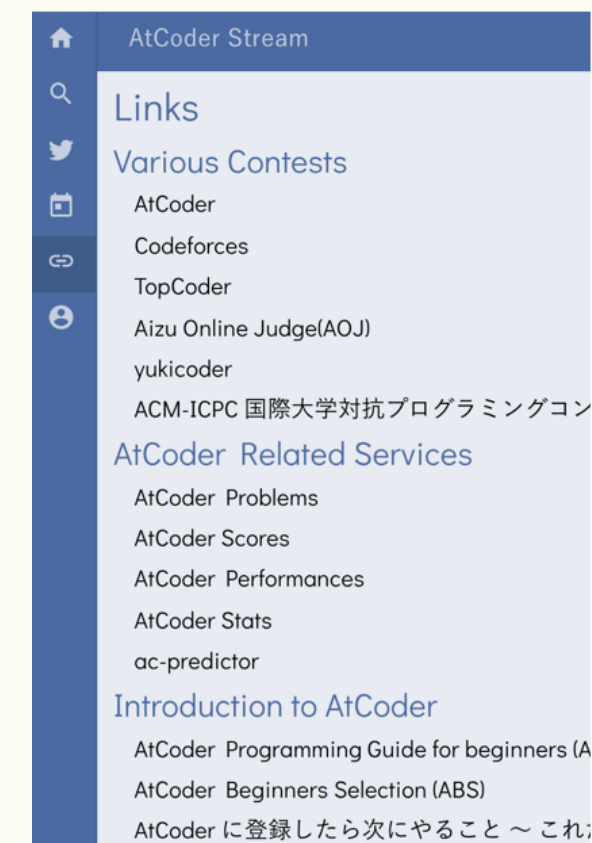 AtCoder Stream
Links
Various Contests
AtCoder
Codeforces
TopCoder
Aizu Online Judge(AOJ)
yukicoder
ACM-ICPC 国際大学対抗プログラミングコン
AtCoder Related Services
AtCoder Problems
AtCoder Scores
AtCoder Performances
AtCoder Stats
ac-predictor
Introduction to AtCoder
AtCoder Programming Guide for beginners (A
AtCoder Beginners Selection (ABS)
AtCoder に登録したら次にやること ~ これ